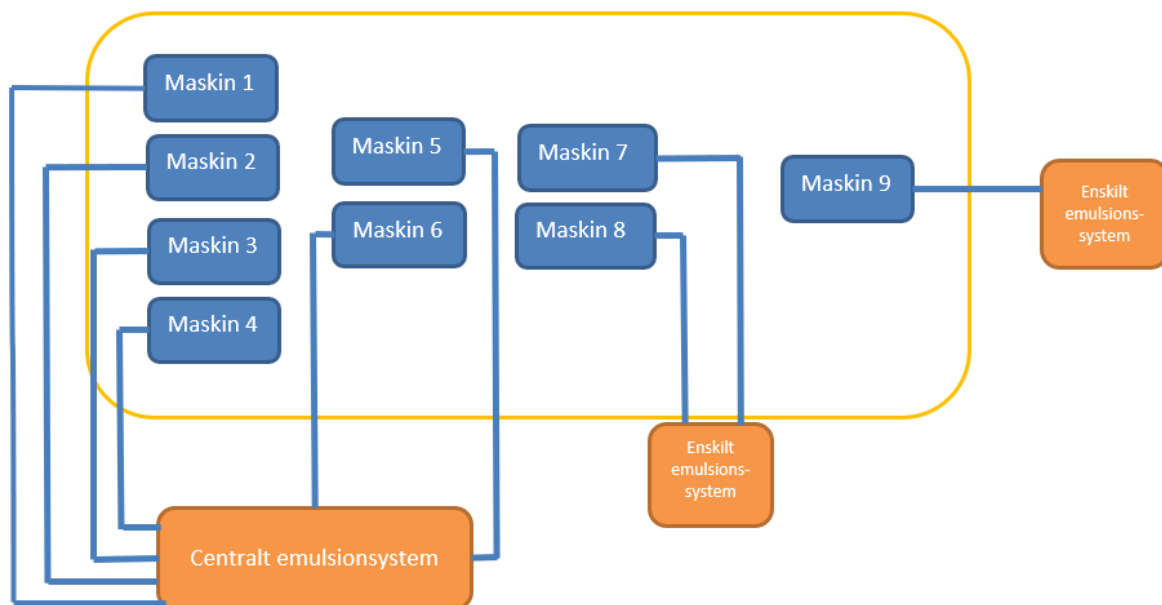 Maskin 1
Maskin 2
Maskin 3
Maskin 4
Maskin 5
Maskin 6
Maskin 7
Maskin 8
Maskin 9
Enskilt
emulsions-
system
Enskilt
emulsions-
system
Centralt emulsionsystem